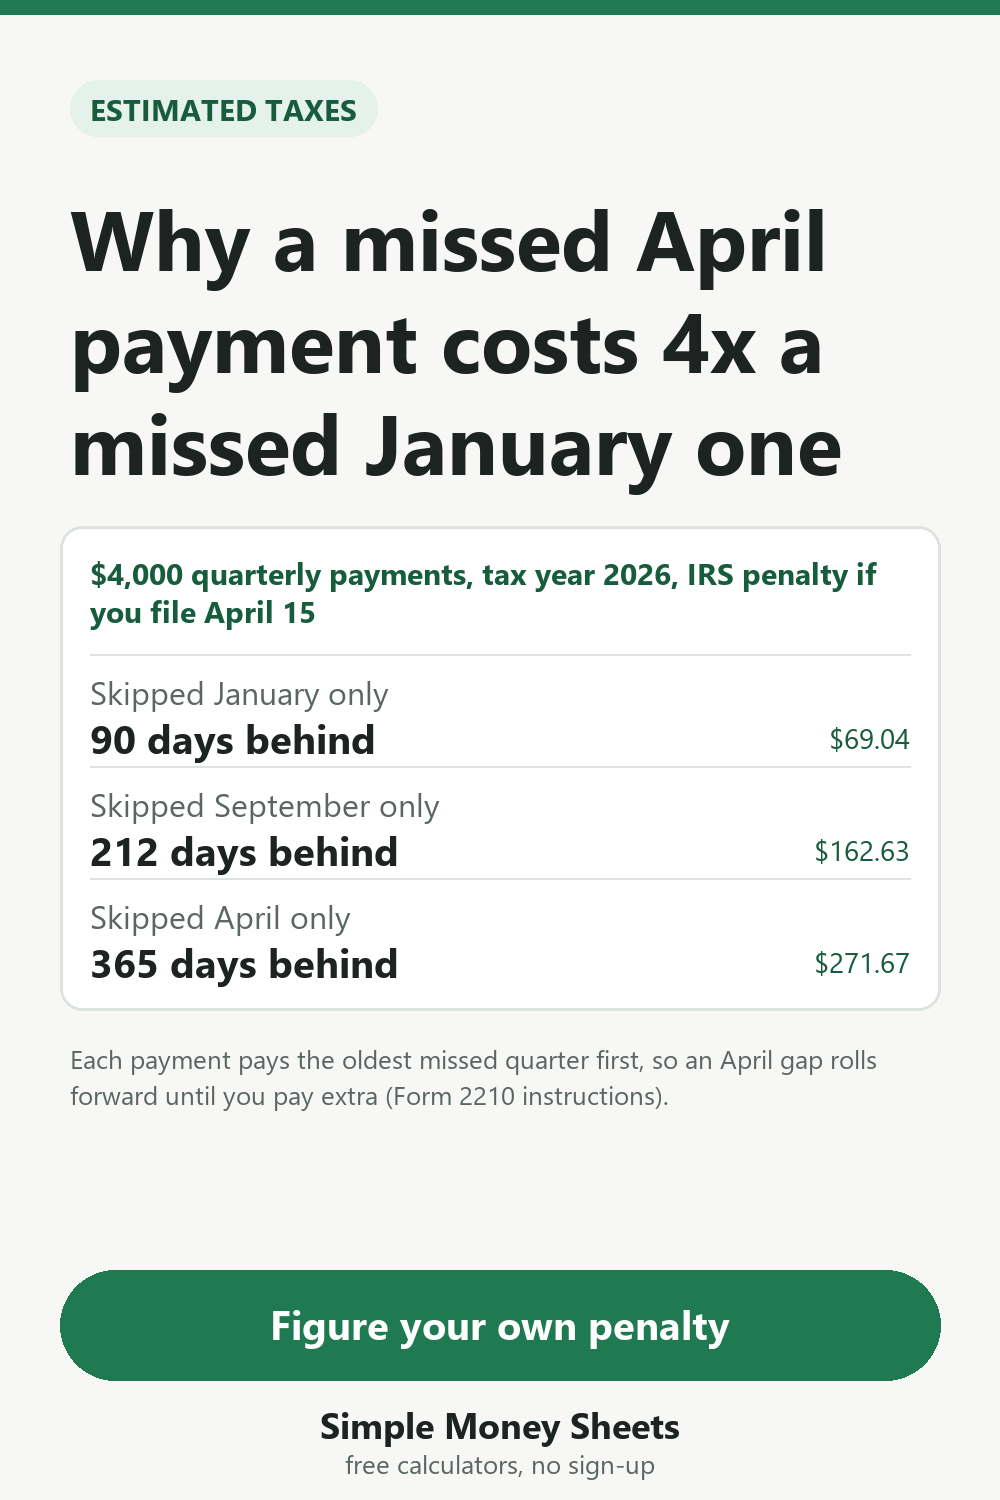 ESTIMATED TAXES
Why a missed April
payment costs 4x a
missed January one
$4,000 quarterly payments, tax year 2026, IRS penalty if
you file April 15
Skipped January only
90 days behind
$69.04
Skipped September only
212 days behind
$162.63
Skipped April only
365 days behind
$271.67
Each payment pays the oldest missed quarter first, so an April gap rolls
forward until you pay extra (Form 2210 instructions).
Figure your own penalty
Simple Money Sheets
free calculators, no sign-up